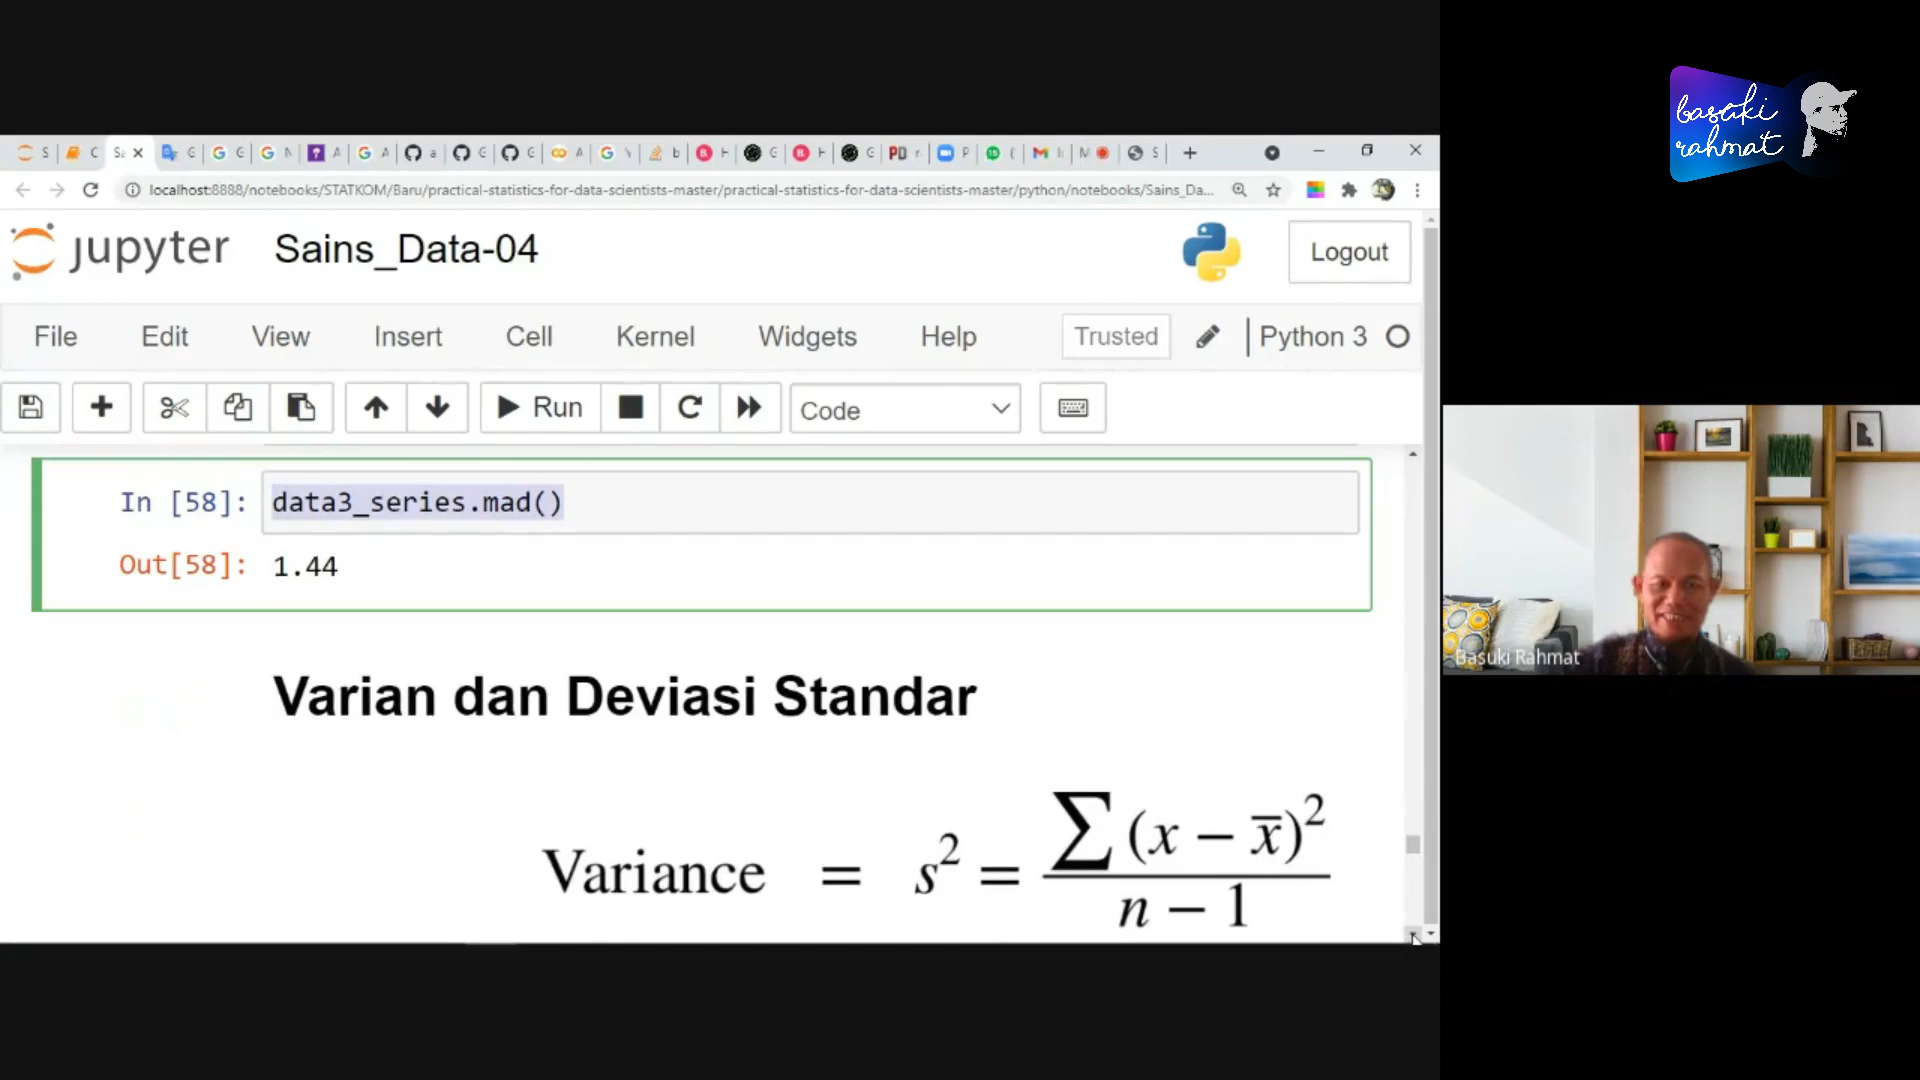 basuki
rahmat
localhost:8888/notebooks/STATKOM/Baru/practical-statistics-for-data-scientists-master/practical-statistics-for-data-scientists-master/python/notebooks/Sains_Da...
jupyter Sains_Data-04
Logout
File Edit View Insert Cell Kernel Widgets Help Trusted Python 3
Run Code
In [58]: data3_series.mad()
Out[58]: 1.44
Varian dan Deviasi Standar
Variance = s² = ∑ (x − x̅)² / n − 1
Basuki Rahmat